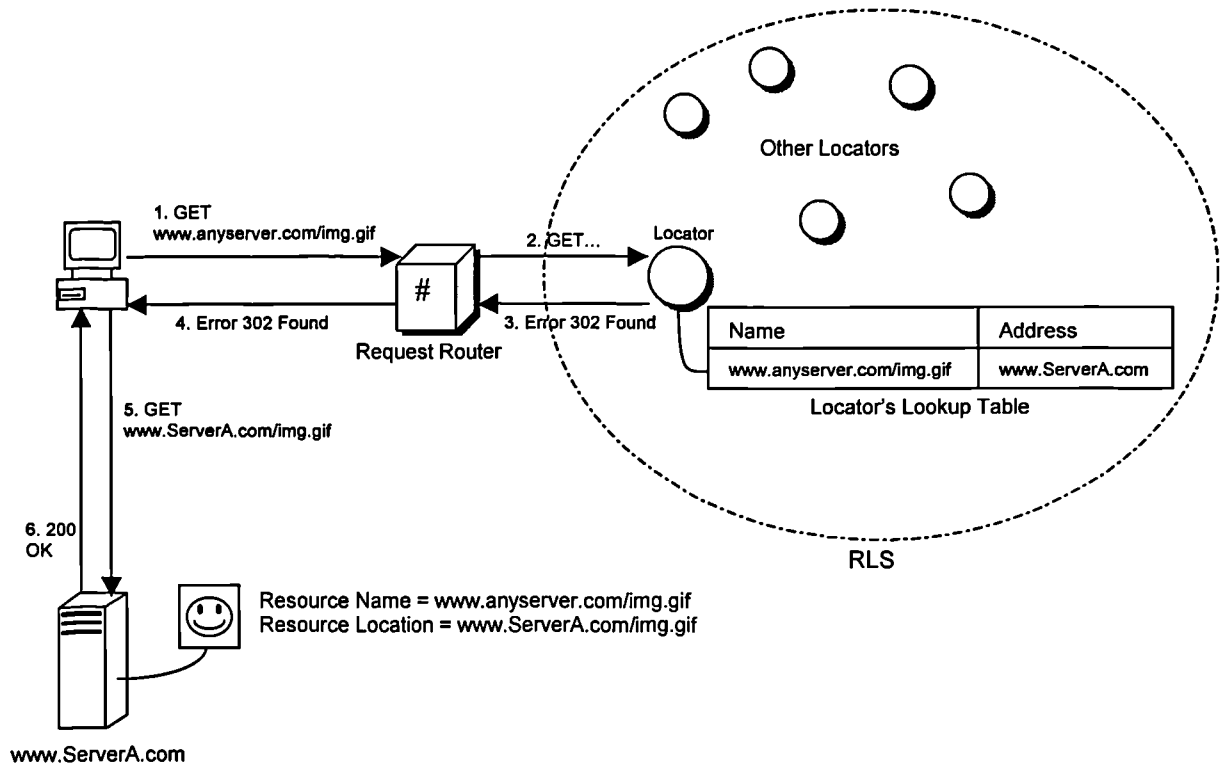 Other Locators
1. GET
www.anyserver.com/img.gif
2. GET...
Locator
#
4. Error 302 Found
3. Error 302 Found
Request Router
Name
Address
www.anyserver.com/img.gif
www.ServerA.com
Locator's Lookup Table
5. GET
www.ServerA.com/img.gif
6. 200
OK
RLS
Resource Name = www.anyserver.com/img.gif
Resource Location = www.ServerA.com/img.gif
www.ServerA.com